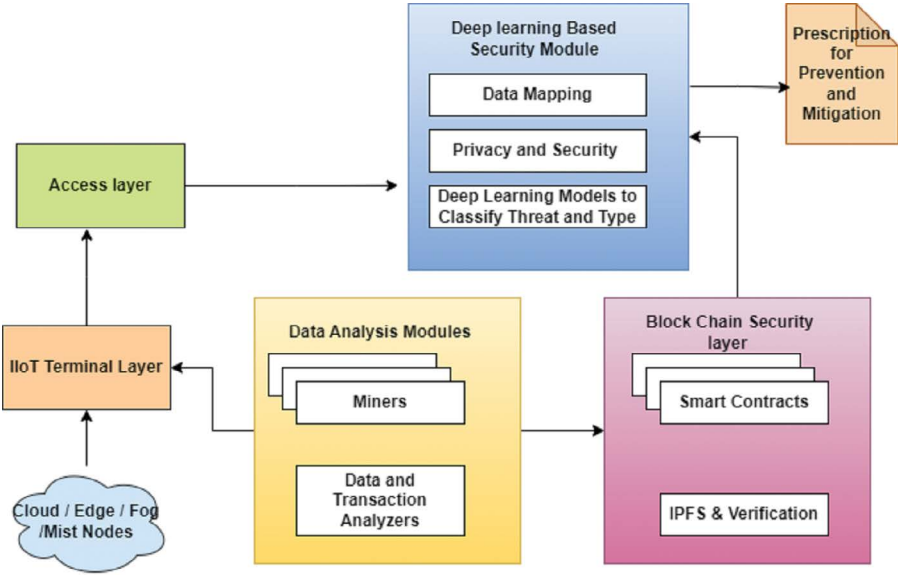 Deep learning Based
Security Module
Data Mapping
Privacy and Security
Deep Learning Models to
Classify Threat and Type
Prescription
for
Prevention
and
Mitigation
Access layer
IIoT Terminal Layer
Cloud / Edge / Fog
/Mist Nodes
Data Analysis Modules
Miners
Data and
Transaction
Analyzers
Block Chain Security
layer
Smart Contracts
IPFS & Verification